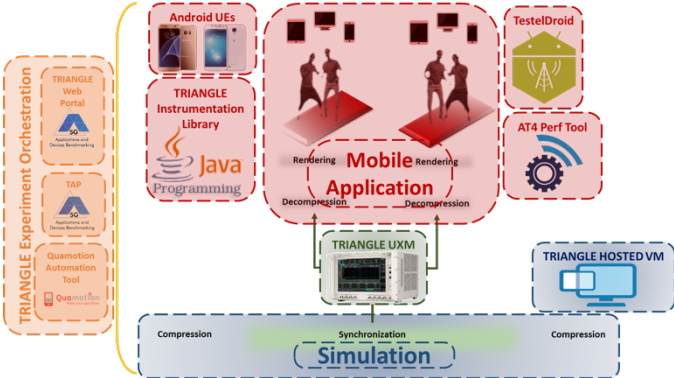 TRIANGLE Experiment Orchestration
TRIANGLE
Web
Portal
5G
Applications and
Devices Benchmarking
TAP
5G
Applications and
Devices Benchmarking
Quamotion
Automation
Tool
Quamotion
Android UEs
TRIANGLE
Instrumentation
Library
Java
Programming
Rendering
Rendering
Mobile
Application
Decompression
Decompression
TestelDroid
AT4 Perf Tool
TRIANGLE UXM
TRIANGLE HOSTED VM
Compression
Synchronization
Compression
Simulation